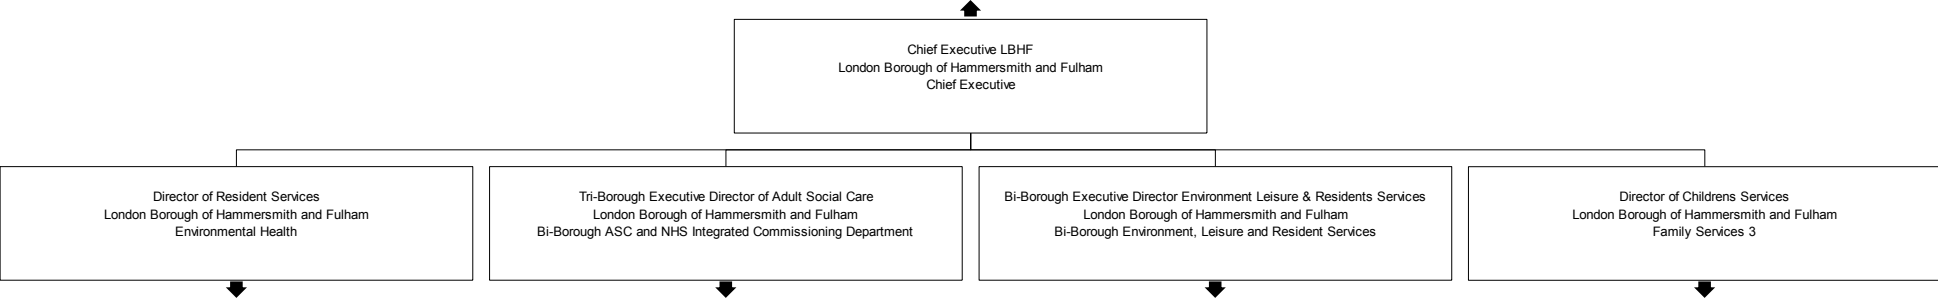 Chief Executive LBHF
London Borough of Hammersmith and Fulham
Chief Executive
Director of Resident Services
London Borough of Hammersmith and Fulham
Environmental Health
Tri-Borough Executive Director of Adult Social Care
London Borough of Hammersmith and Fulham
Bi-Borough ASC and NHS Integrated Commissioning Department
Bi-Borough Executive Director Environment Leisure & Residents Services
London Borough of Hammersmith and Fulham
Bi-Borough Environment, Leisure and Resident Services
Director of Childrens Services
London Borough of Hammersmith and Fulham
Family Services 3